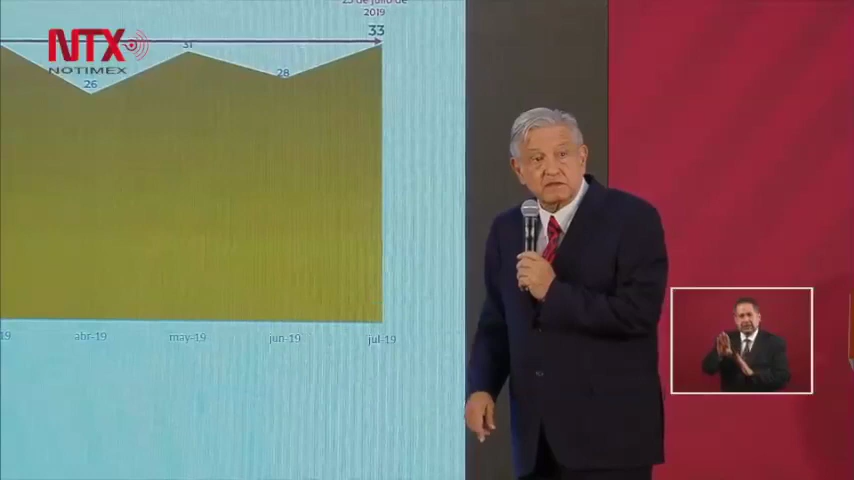 25 de julio de
2019
NTX
NOTIMEX
33
31
26
28
abr-19
may-19
jun-19
jul-19